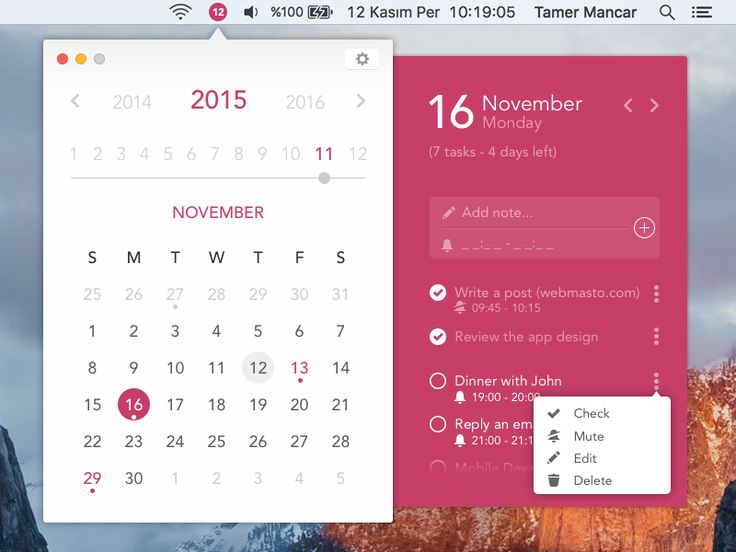 12 %100 12 Kasım Per 10:19:05 Tamer Mancar
2014 2015 2016
1 2 3 4 5 6 7 8 9 10 11 12
NOVEMBER
S M T W T F S
25 26 27 28 29 30 31
1 2 3 4 5 6 7
8 9 10 11 12 13 14
15 16 17 18 19 20 21
22 23 24 25 26 27 28
29 30 1 2 3 4 5
16 November
Monday
(7 tasks - 4 days left)
Add note...
_ _:_ _ - _ _:_ _
Write a post (webmasto.com)
09:45 - 10:15
Review the app design
Dinner with John
19:00 - 20:00
Reply an em
21:00 - 21:1
Mobile Deve
Check
Mute
Edit
Delete